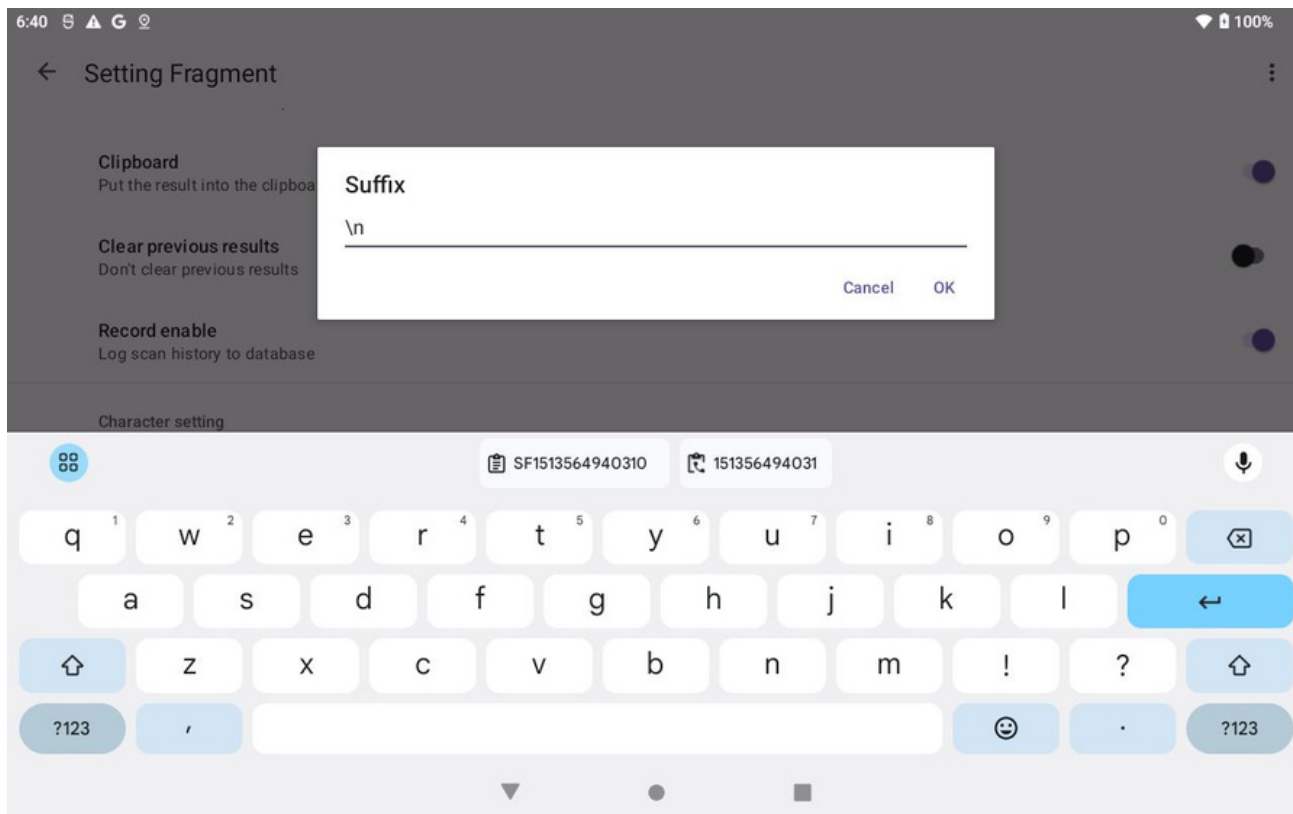 6:40 100%
Setting Fragment
Clipboard
Put the result into the clipboa
Suffix
\n
Clear previous results
Don't clear previous results
Cancel OK
Record enable
Log scan history to database
Character setting
SF1513564940310 151356494031
q 1 w 2 e 3 r 4 t 5 y 6 u 7 i 8 o 9 p 0
a s d f g h j k l
z x c v b n m ! ?
?123 , . ?123